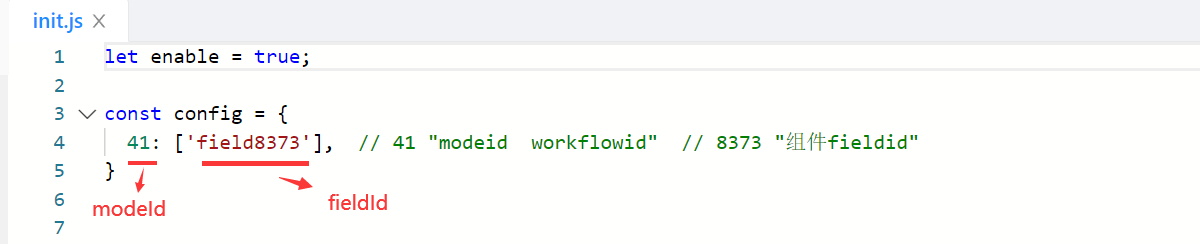 init.js
1 let enable = true;
2
3 const config = {
4 41: ['field8373'], // 41 "modeid workflowid" // 8373 "组件fieldid"
5 }
modeId fieldId
6
7